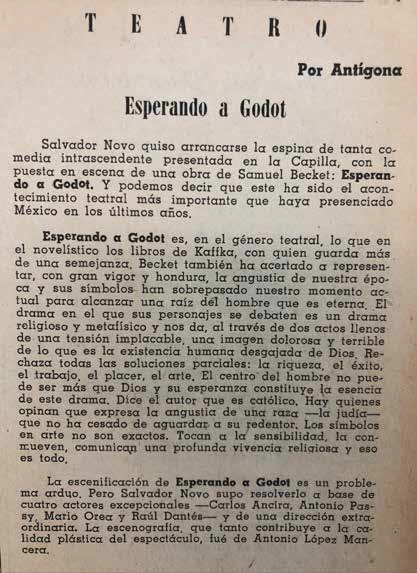 TEATRO
Por Antígona
Esperando a Godot
Salvador Novo quiso arrancarse la espina de tanta co-
media intrascendente presentada en la Capilla, con la
puesta en escena de una obra de Samuel Becket: Esperan-
do a Godot. Y podemos decir que este ha sido el acon-
tecimiento teatral más importante que haya presenciado
México en los últimos años.
Esperando a Godot es, en el género teatral, lo que en
el novelístico los libros de Kaffka, con quien guarda más
de una semejanza. Becket también ha acertado a represen-
tar, con gran vigor y hondura, la angustia de nuestra épo-
ca y sus símbolos han sobrepasado nuestro momento ac-
tual para alcanzar una raíz del hombre que es eterna. El
drama en el que sus personajes se debaten es un drama
religioso y metafísico y nos da, al través de dos actos llenos
de una tensión implacable, una imagen dolorosa y terrible
de lo que es la existencia humana desgajada de Dios. Re-
chaza todas las soluciones parciales: la riqueza, el éxito,
el trabajo, el placer, el arte. El centro del hombre no pue-
de ser más que Dios y su esperanza constituye la esencia
de este drama. Dice el autor que es católico. Hay quienes
opinan que expresa la angustia de una raza —la judía—
que no ha cesado de aguardar a su redentor. Los símbolos
en arte no son exactos. Tocan a la sensibilidad, la con-
mueven, comunican una profunda vivencia religiosa y eso
es todo.
La escenificación de Esperando a Godot es un proble-
ma arduo. Pero Salvador Novo supo resolverlo a base de
cuatro actores excepcionales —Carlos Ancira, Antonio Pas-
sy, Mario Orea y Raúl Dantés— y de una dirección extra-
ordinaria. La escenografía, que tanto contribuye a la ca-
lidad plástica del espectáculo, fué de Antonio López Man-
cera.